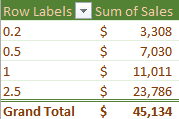 Row Labels Sum of Sales
0.2 $ 3,308
0.5 $ 7,030
1 $ 11,011
2.5 $ 23,786
Grand Total $ 45,134